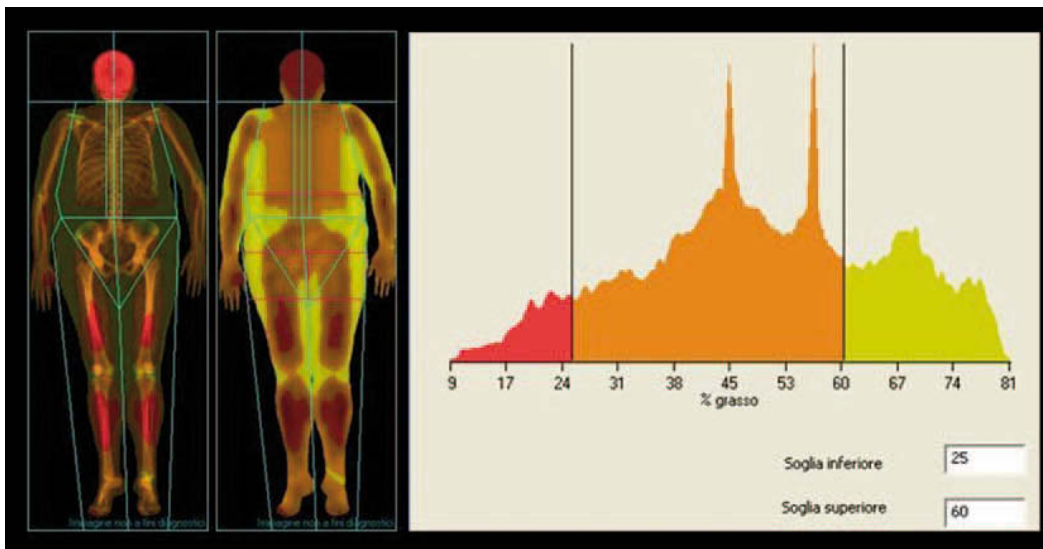 Immagine non a fini diagnostici
Immagine non a fini diagnostici
9 17 24 31 38 45 53 60 67 74 81
% grasso
Soglia inferiore 25
Soglia superiore 60